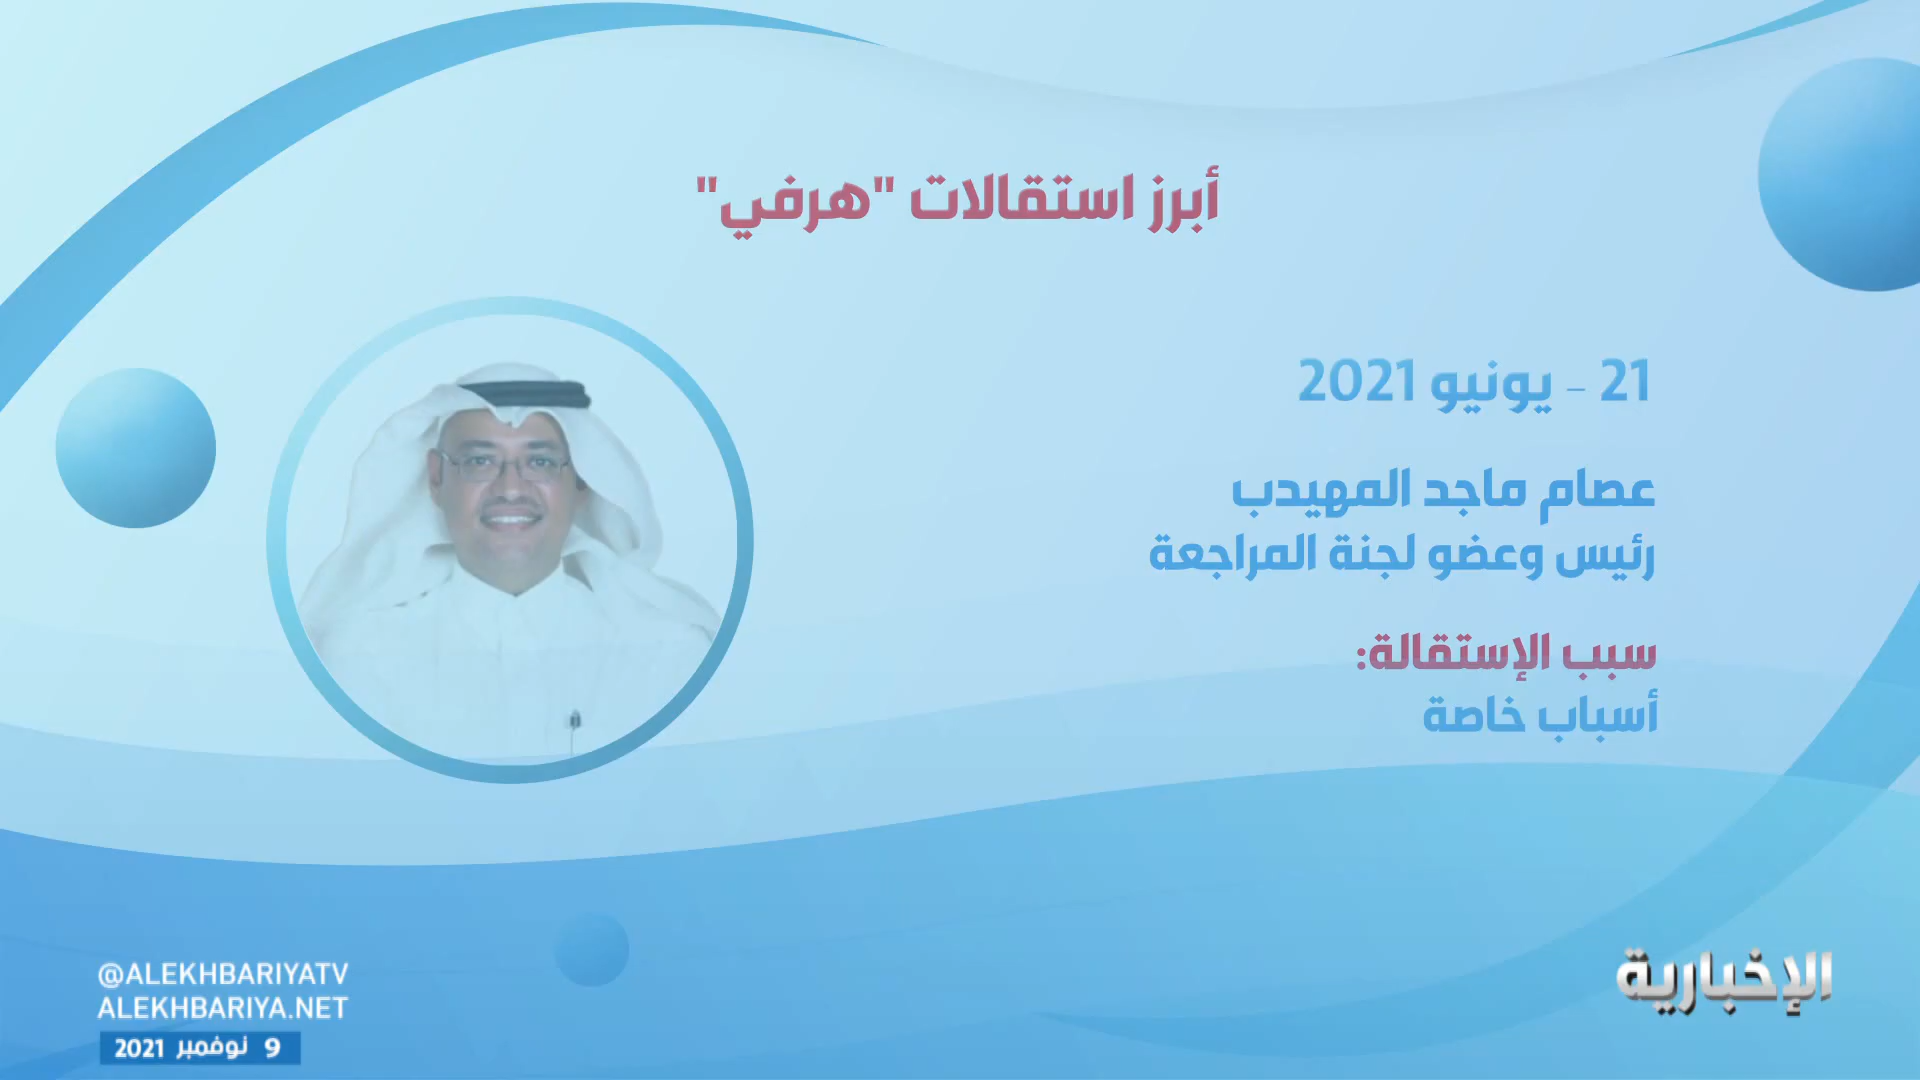 أبرز استقالات "هرفي"
21 – يونيو 2021
عصام ماجد المهيدب
رئيس وعضو لجنة المراجعة
سبب الإستقالة:
أسباب خاصة
@ALEKHBARIYATV
ALEKHBARIYA.NET
9 نوفمبر 2021
الإخبارية